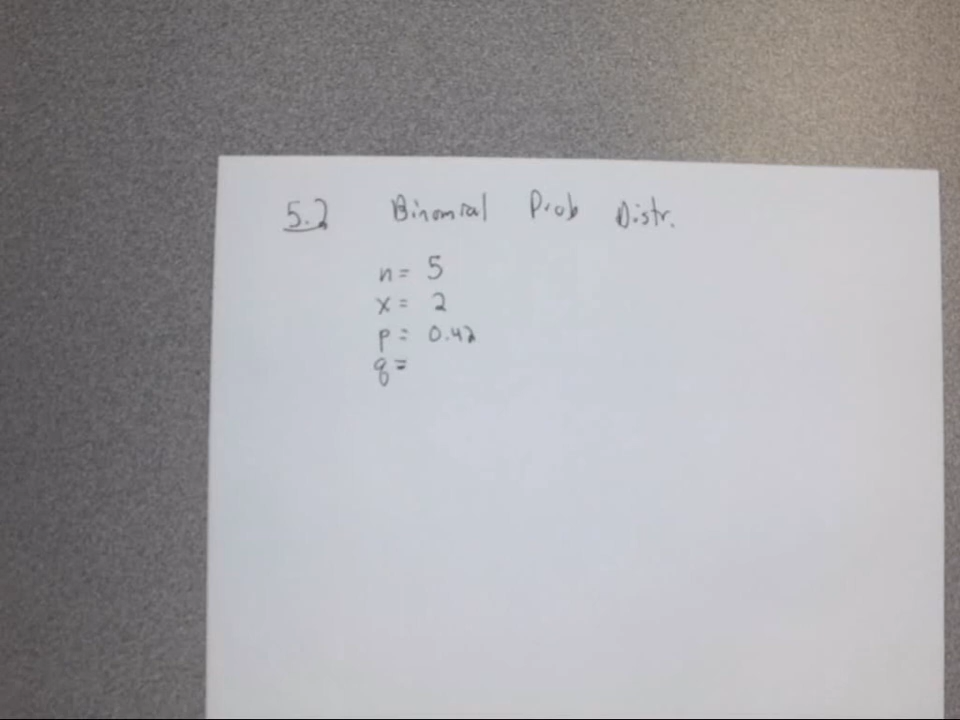 5.2 Binomial Prob Distr.
n = 5
x = 2
p = 0.42
q =